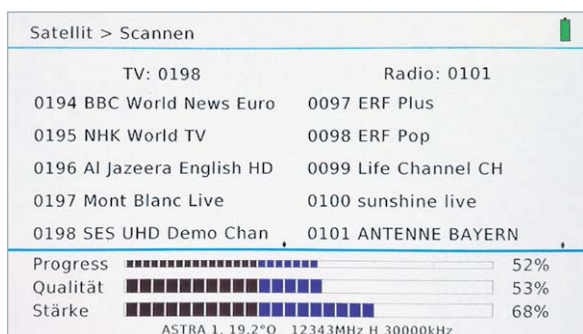 Satellit > Scannen
TV: 0198 Radio: 0101
0194 BBC World News Euro 0097 ERF Plus
0195 NHK World TV 0098 ERF Pop
0196 Al Jazeera English HD 0099 Life Channel CH
0197 Mont Blanc Live 0100 sunshine live
0198 SES UHD Demo Chan 0101 ANTENNE BAYERN
Progress 52%
Qualität 53%
Stärke 68%
ASTRA 1, 19.2°O 12343MHz H 30000kHz